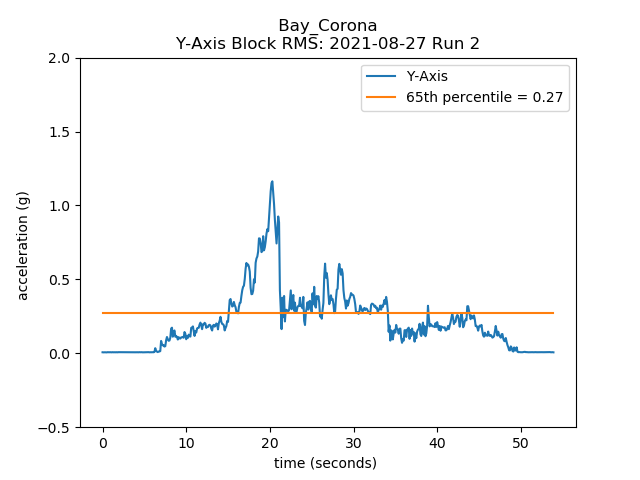 Bay_Corona
Y-Axis Block RMS: 2021-08-27 Run 2
Y-Axis
65th percentile = 0.27
2.0
1.5
1.0
0.5
0.0
−0.5
acceleration (g)
0 10 20 30 40 50
time (seconds)